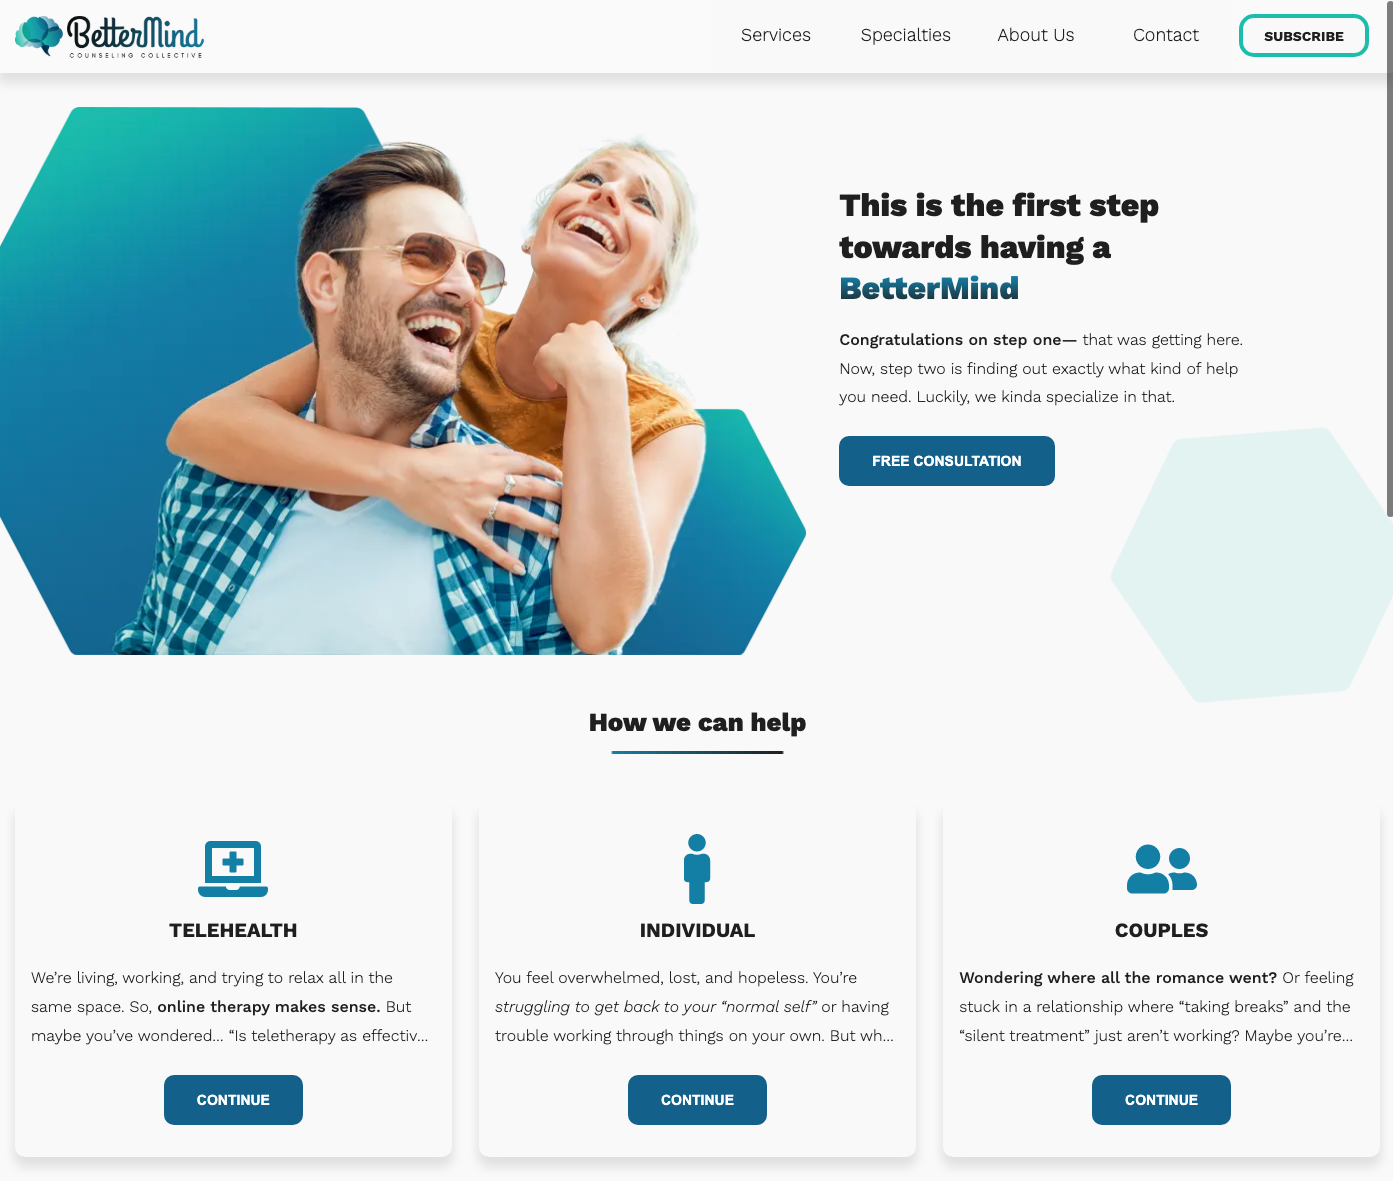 BetterMind
COUNSELING COLLECTIVE
Services
Specialties
About Us
Contact
SUBSCRIBE
This is the first step
towards having a
BetterMind
Congratulations on step one— that was getting here.
Now, step two is finding out exactly what kind of help
you need. Luckily, we kinda specialize in that.
FREE CONSULTATION
How we can help
TELEHEALTH
We’re living, working, and trying to relax all in the
same space. So, online therapy makes sense. But
maybe you’ve wondered... “Is teletherapy as effectiv...
CONTINUE
INDIVIDUAL
You feel overwhelmed, lost, and hopeless. You’re
struggling to get back to your “normal self” or having
trouble working through things on your own. But wh...
CONTINUE
COUPLES
Wondering where all the romance went? Or feeling
stuck in a relationship where “taking breaks” and the
“silent treatment” just aren’t working? Maybe you’re...
CONTINUE